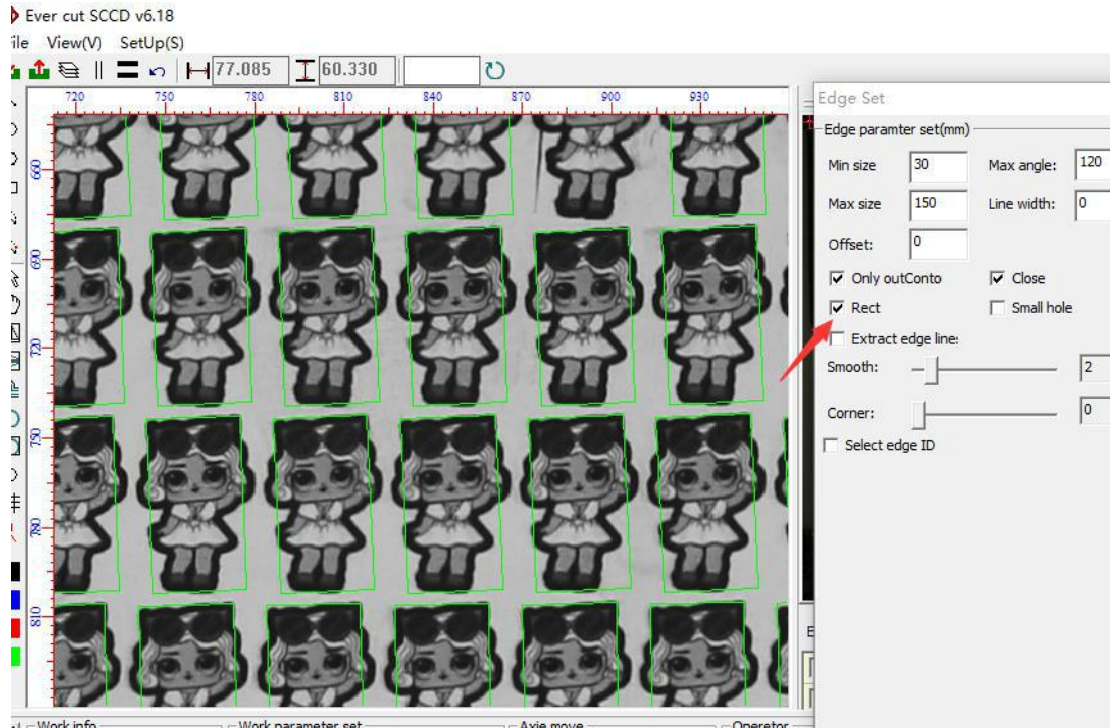 Ever cut SCCD v6.18
ile View(V) SetUp(S)
77.085 60.330
720 750 780 810 840 870 900 930
660
690
720
750
780
810
Edge Set
Edge paramter set(mm)
Min size 30 Max angle: 120
Max size 150 Line width: 0
Offset: 0
Only outConto Close
Rect Small hole
Extract edge line:
Smooth: 2
Corner: 0
Select edge ID
Work info Work parameter set Axie move Operetor